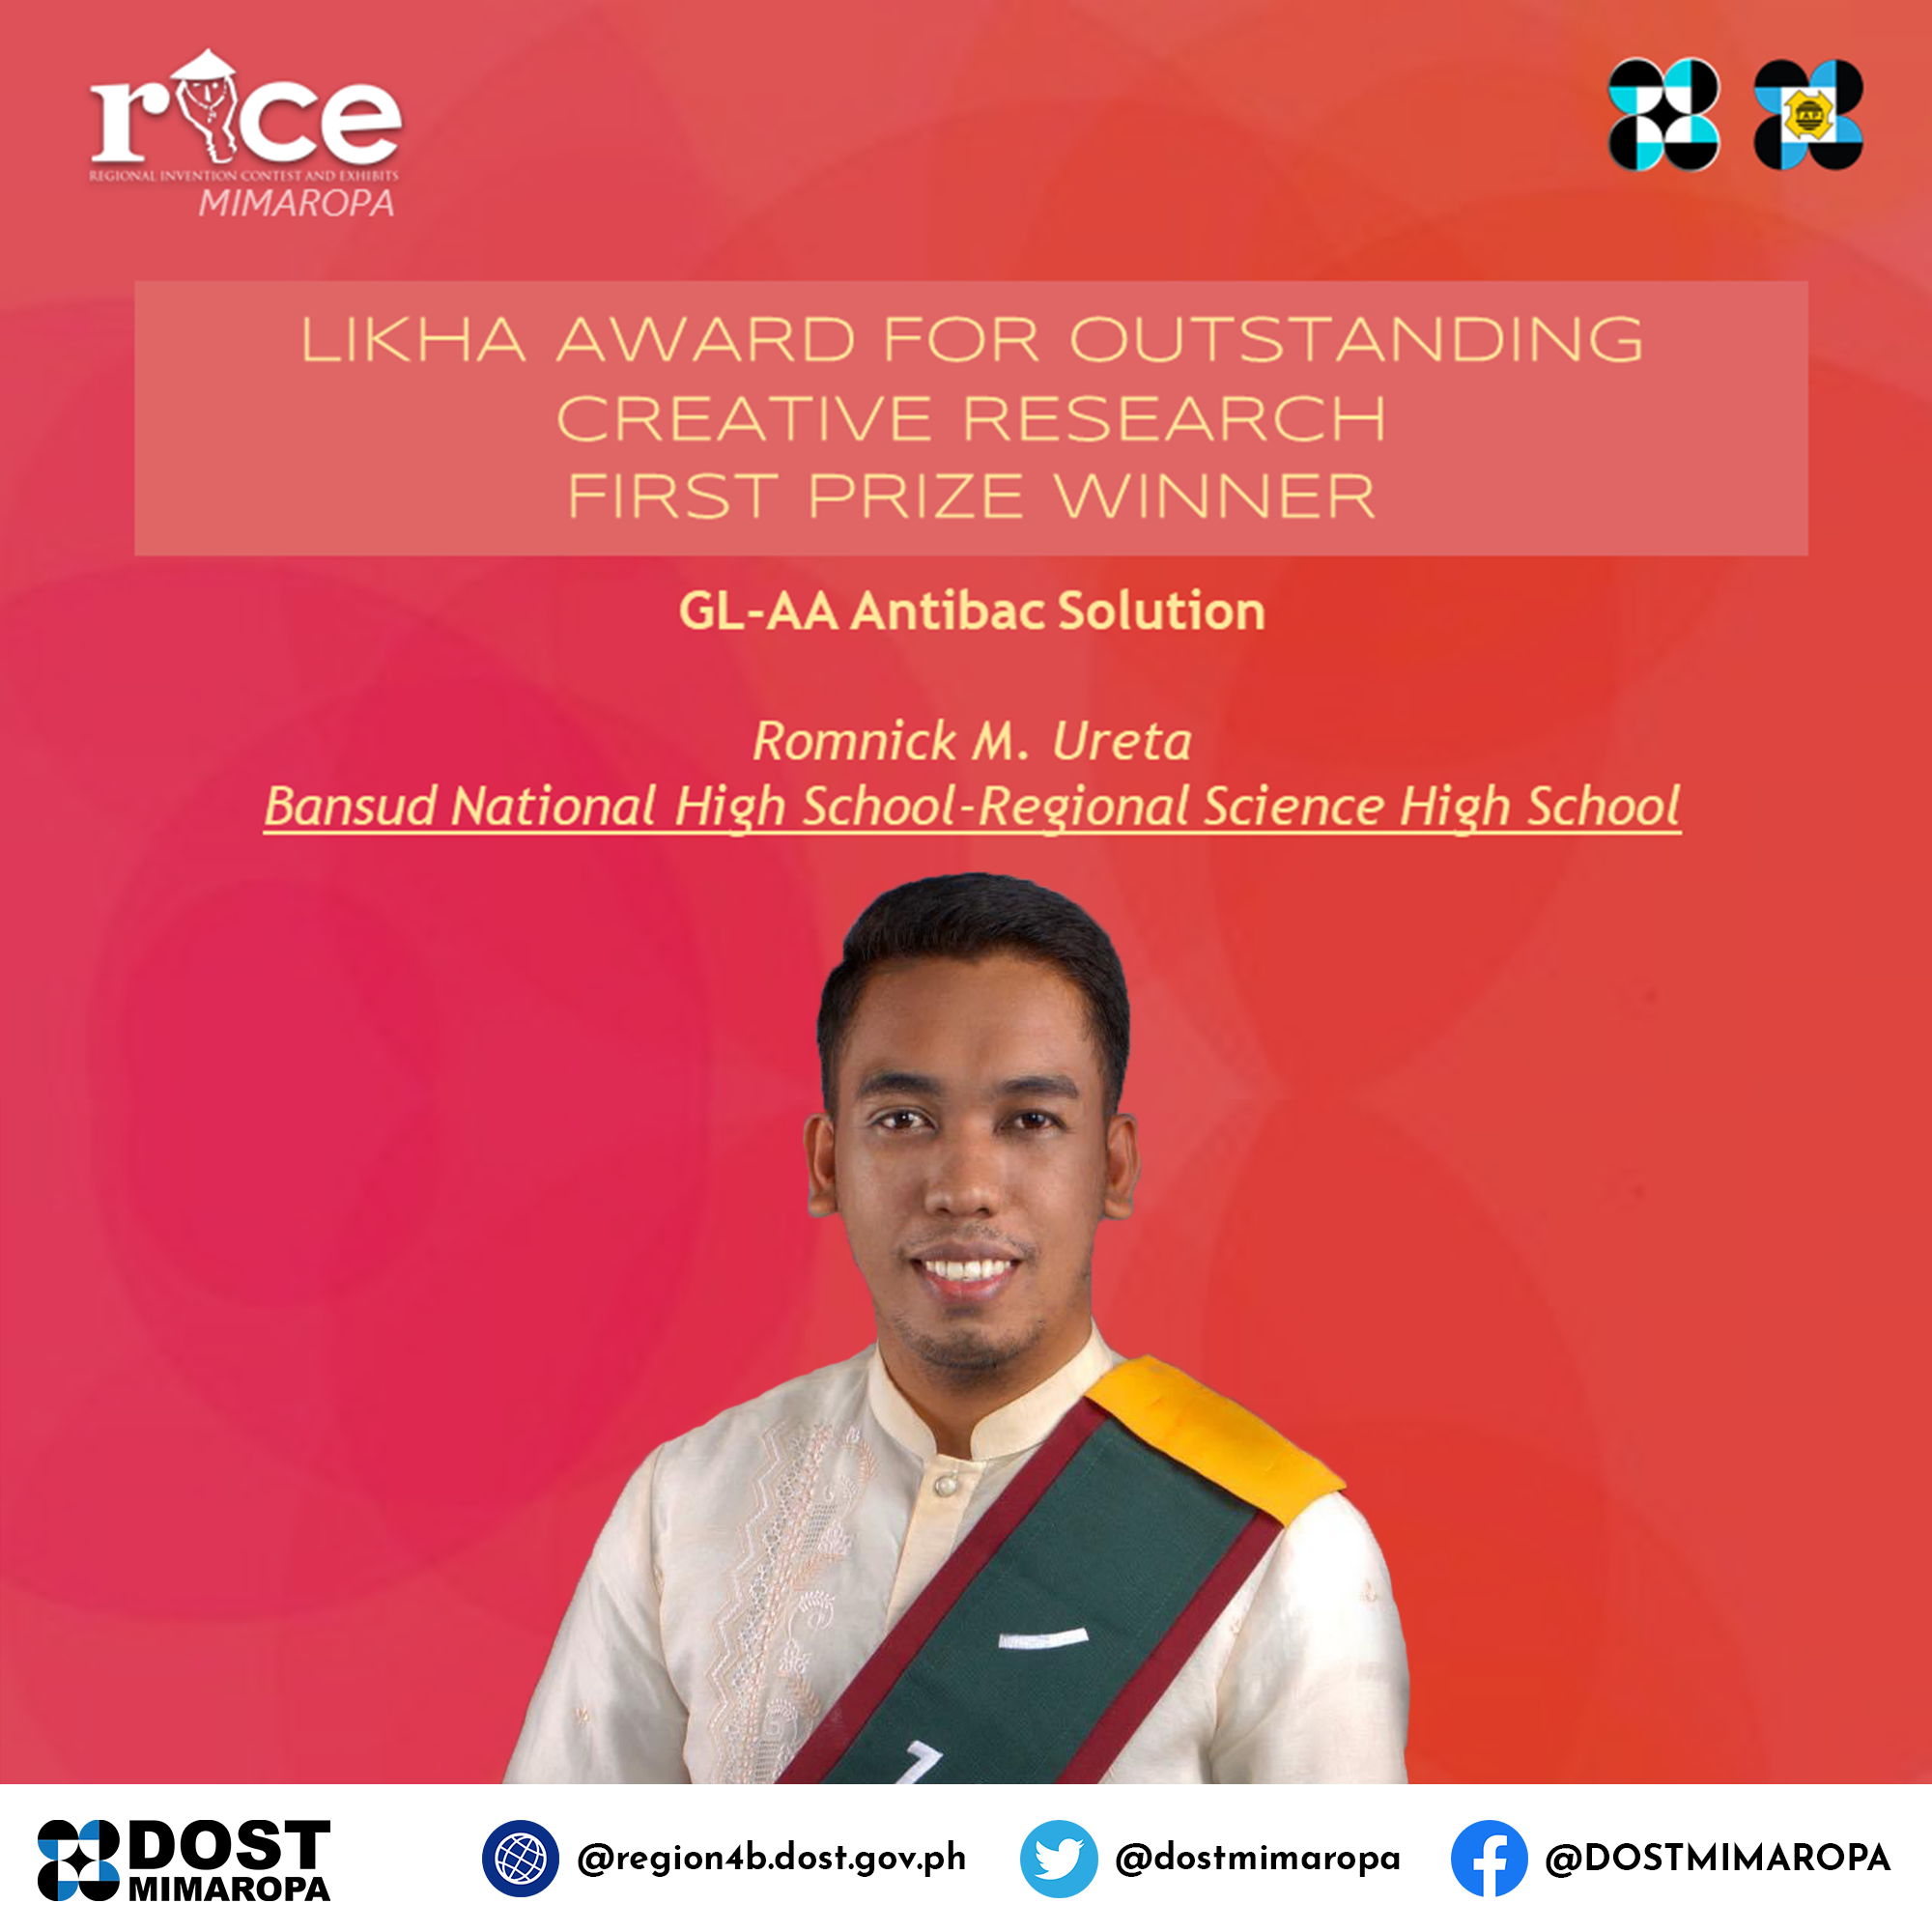 rice
REGIONAL INVENTION CONTEST AND EXHIBITS
MIMAROPA
LIKHA AWARD FOR OUTSTANDING
CREATIVE RESEARCH
FIRST PRIZE WINNER
GL-AA Antibac Solution
Romnick M. Ureta
Bansud National High School-Regional Science High School
DOST
MIMAROPA
@region4b.dost.gov.ph
@dostmimaropa
@DOSTMIMAROPA